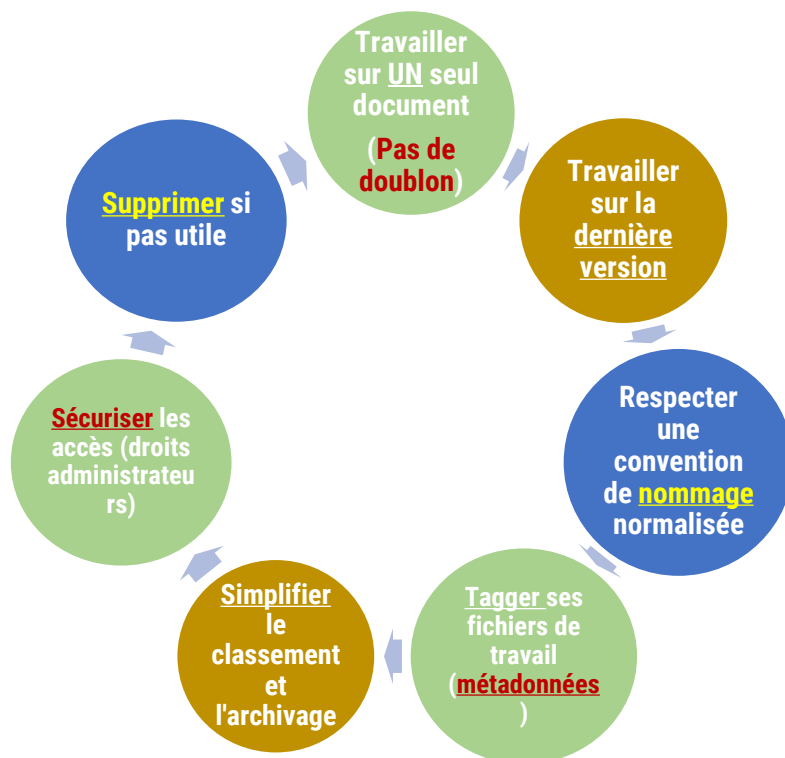 Travailler
sur UN seul
document
(Pas de
doublon)
Travailler
sur la
dernière
version
Respecter
une
convention
de nommage
normalisée
Tagger ses
fichiers de
travail
(métadonnées
)
Simplifier
le
classement
et
l'archivage
Sécuriser les
accès (droits
administrateu
rs)
Supprimer si
pas utile